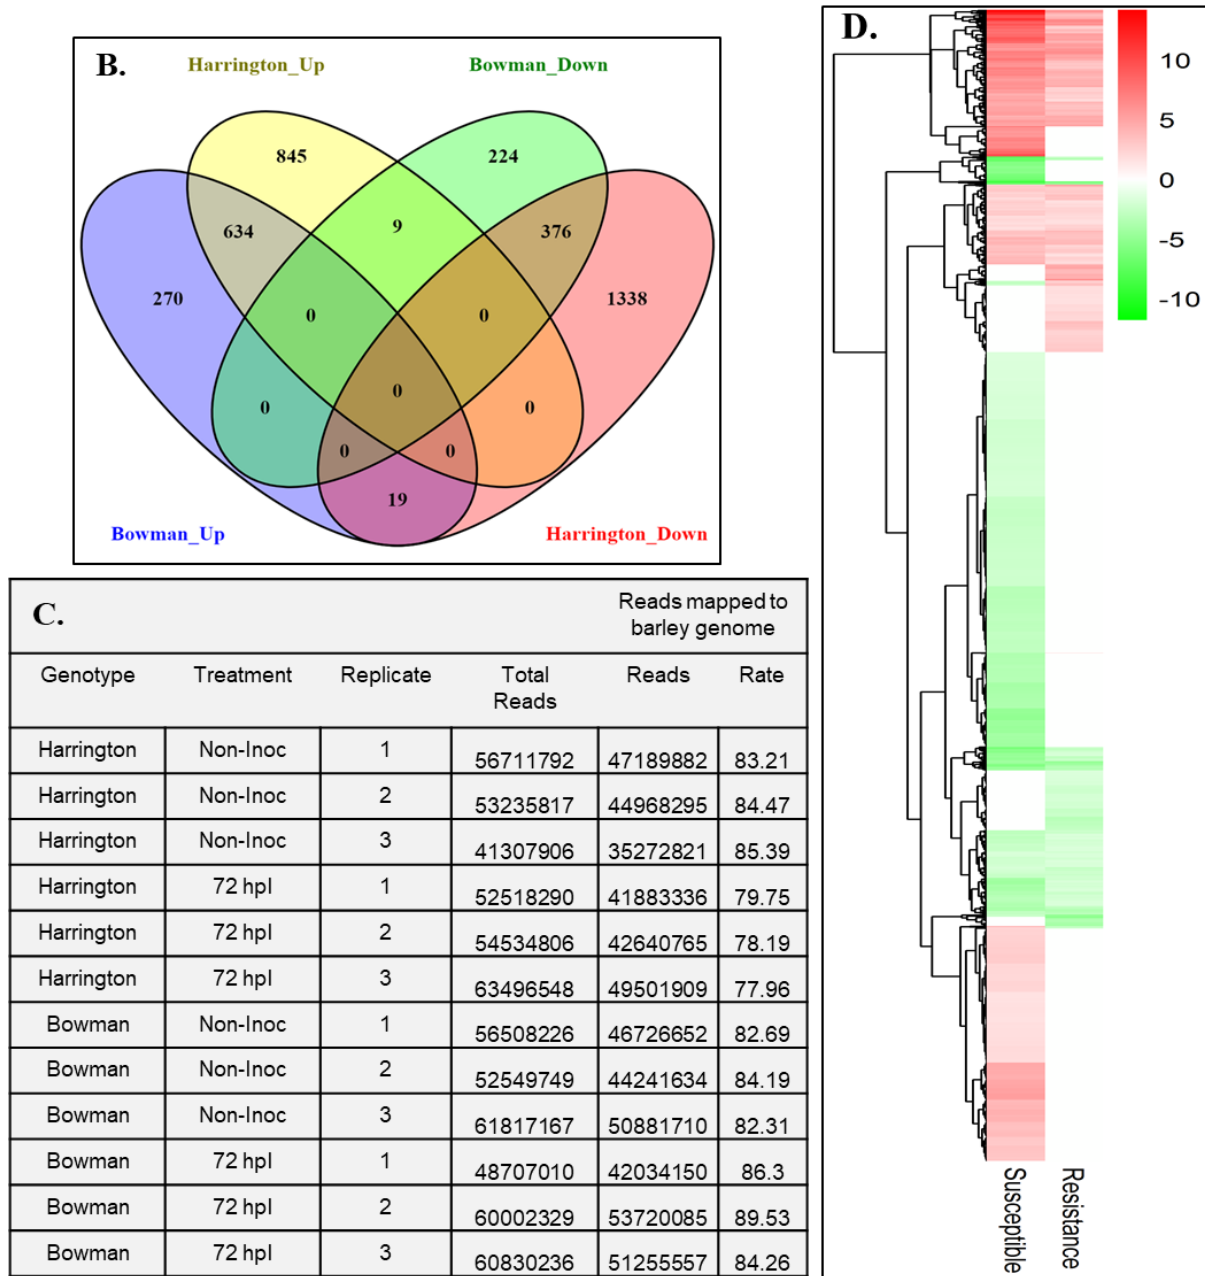 B.
Harrington_Up
Bowman_Down
845
224
634
9
376
270
0
0
1338
0
0
0
0
0
19
Bowman_Up
Harrington_Down
C.
Reads mapped to
barley genome
Genotype Treatment Replicate Total Reads Rate
Reads
Harrington Non-Inoc 1 56711792 47189882 83.21
Harrington Non-Inoc 2 53235817 44968295 84.47
Harrington Non-Inoc 3 41307906 35272821 85.39
Harrington 72 hpI 1 52518290 41883336 79.75
Harrington 72 hpI 2 54534806 42640765 78.19
Harrington 72 hpI 3 63496548 49501909 77.96
Bowman Non-Inoc 1 56508226 46726652 82.69
Bowman Non-Inoc 2 52549749 44241634 84.19
Bowman Non-Inoc 3 61817167 50881710 82.31
Bowman 72 hpI 1 48707010 42034150 86.3
Bowman 72 hpI 2 60002329 53720085 89.53
Bowman 72 hpI 3 60830236 51255557 84.26
D.
10
5
0
-5
-10
Susceptible
Resistance